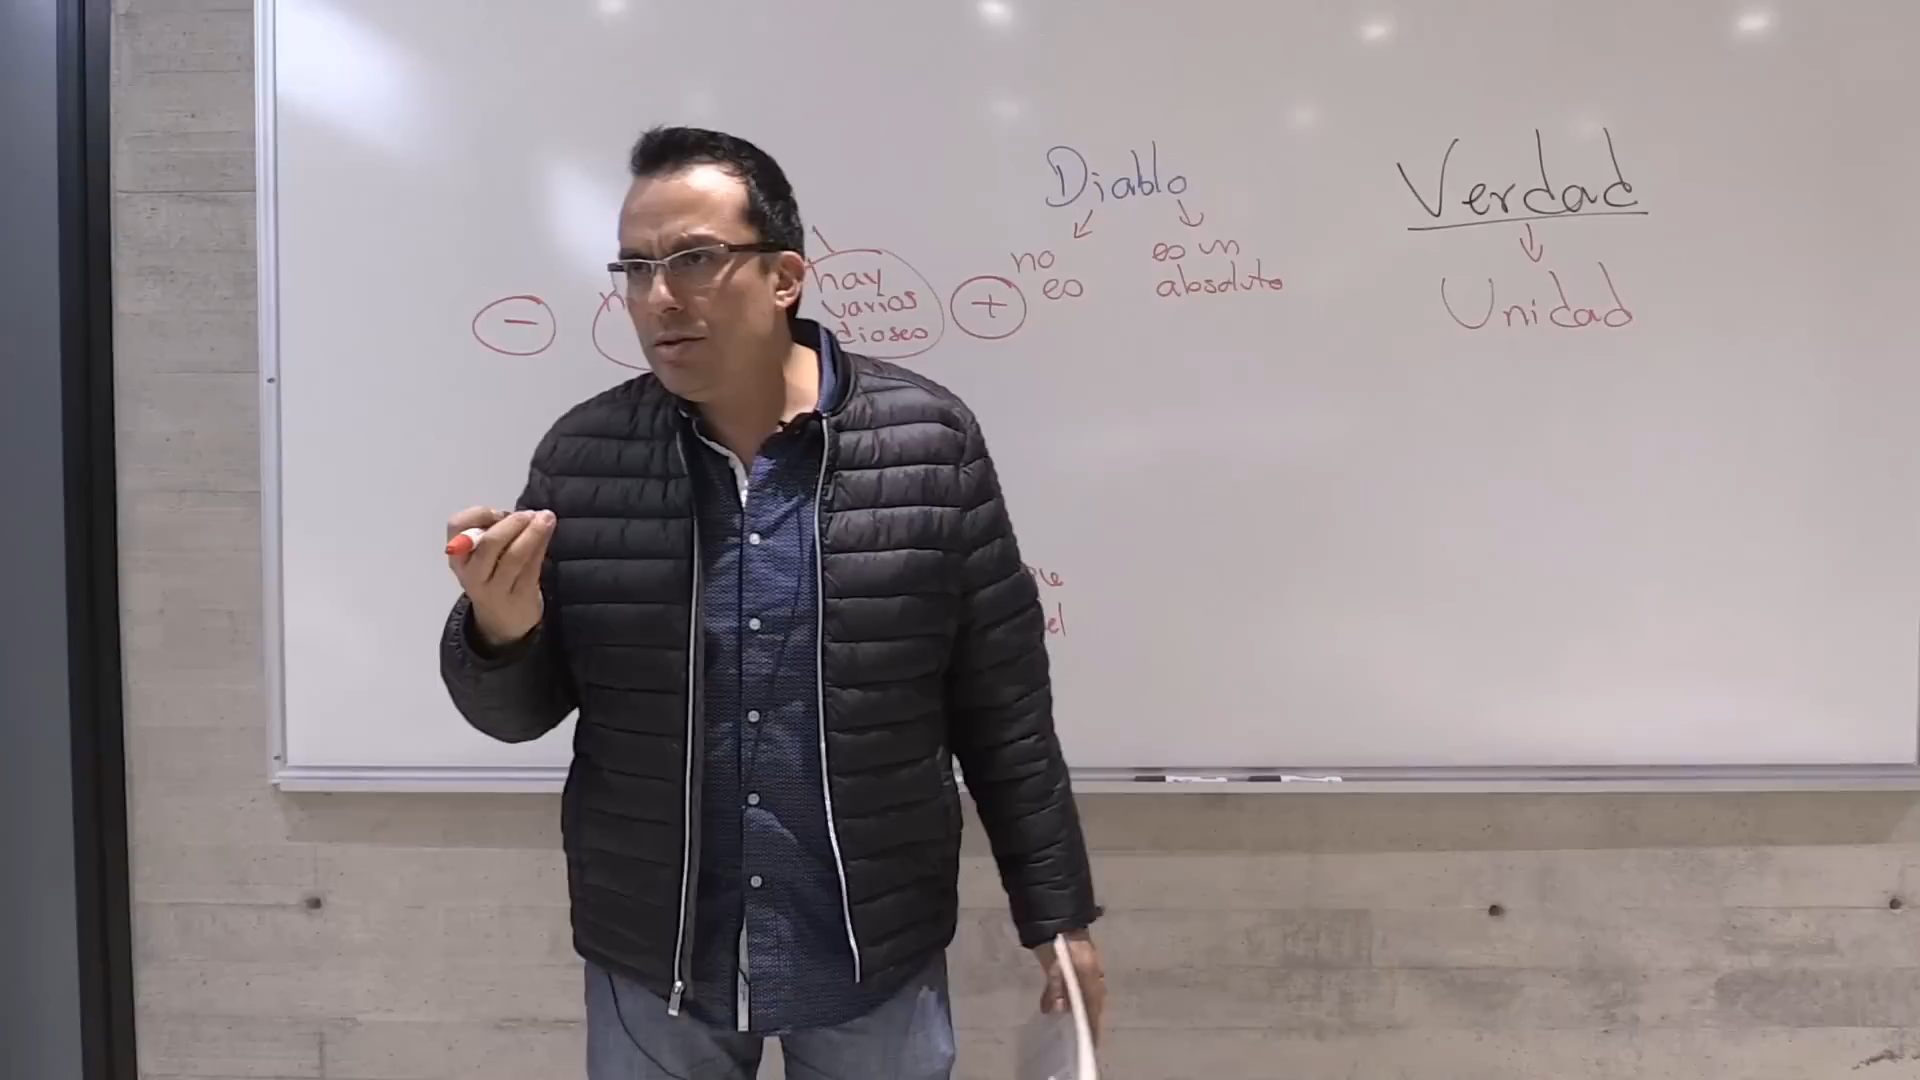 hay
varios
dioses
Diablo
no
es
es un
absoluto
Verdad
Unidad